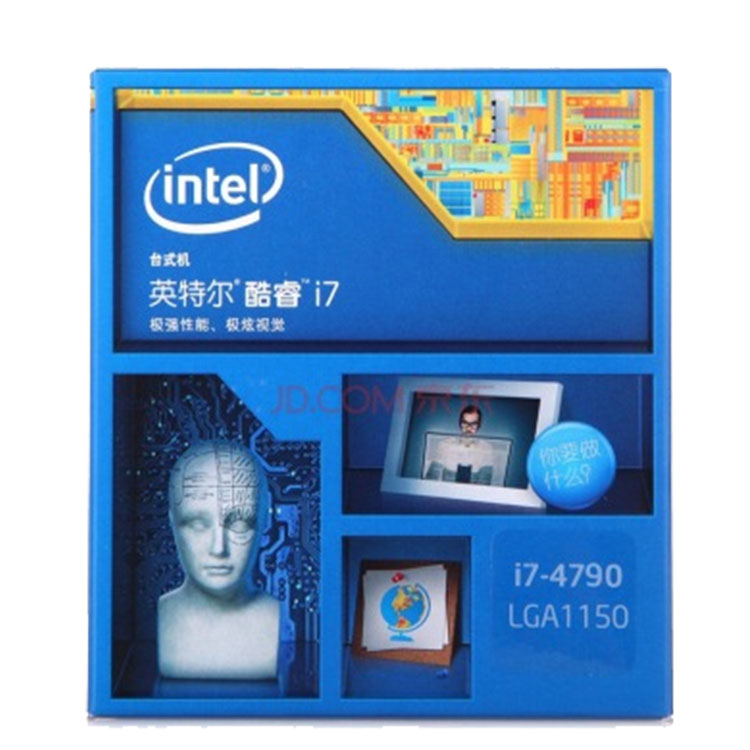 intel®
台式机
英特尔® 酷睿™ i7
极强性能、极炫视觉
JD.COM 京东
你要做
什么?
i7-4790
LGA1150